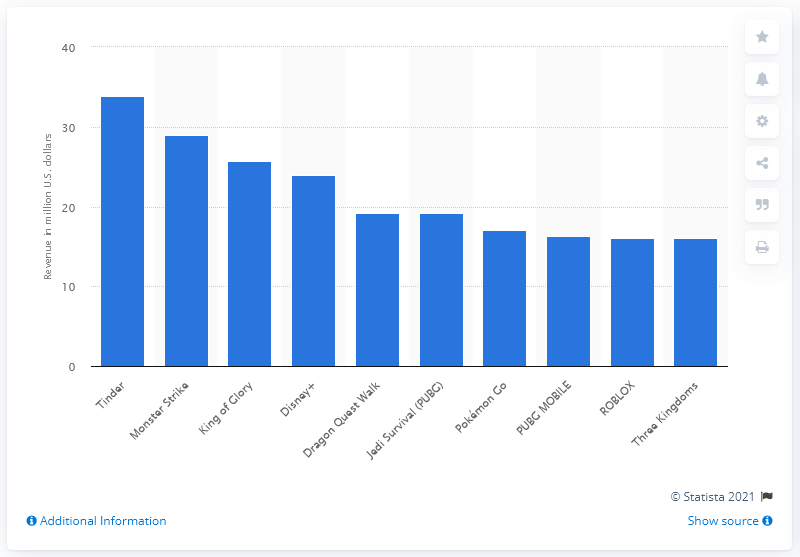 40
30
20
10
0
Revenue in million U.S. dollars
Tinder
Monster Strike
King of Glory
Disney+
Dragon Quest Walk
Jedi Survival (PUBG)
Pokémon Go
PUBG MOBILE
ROBLOX
Three Kingdoms
© Statista 2021
Additional Information
Show source